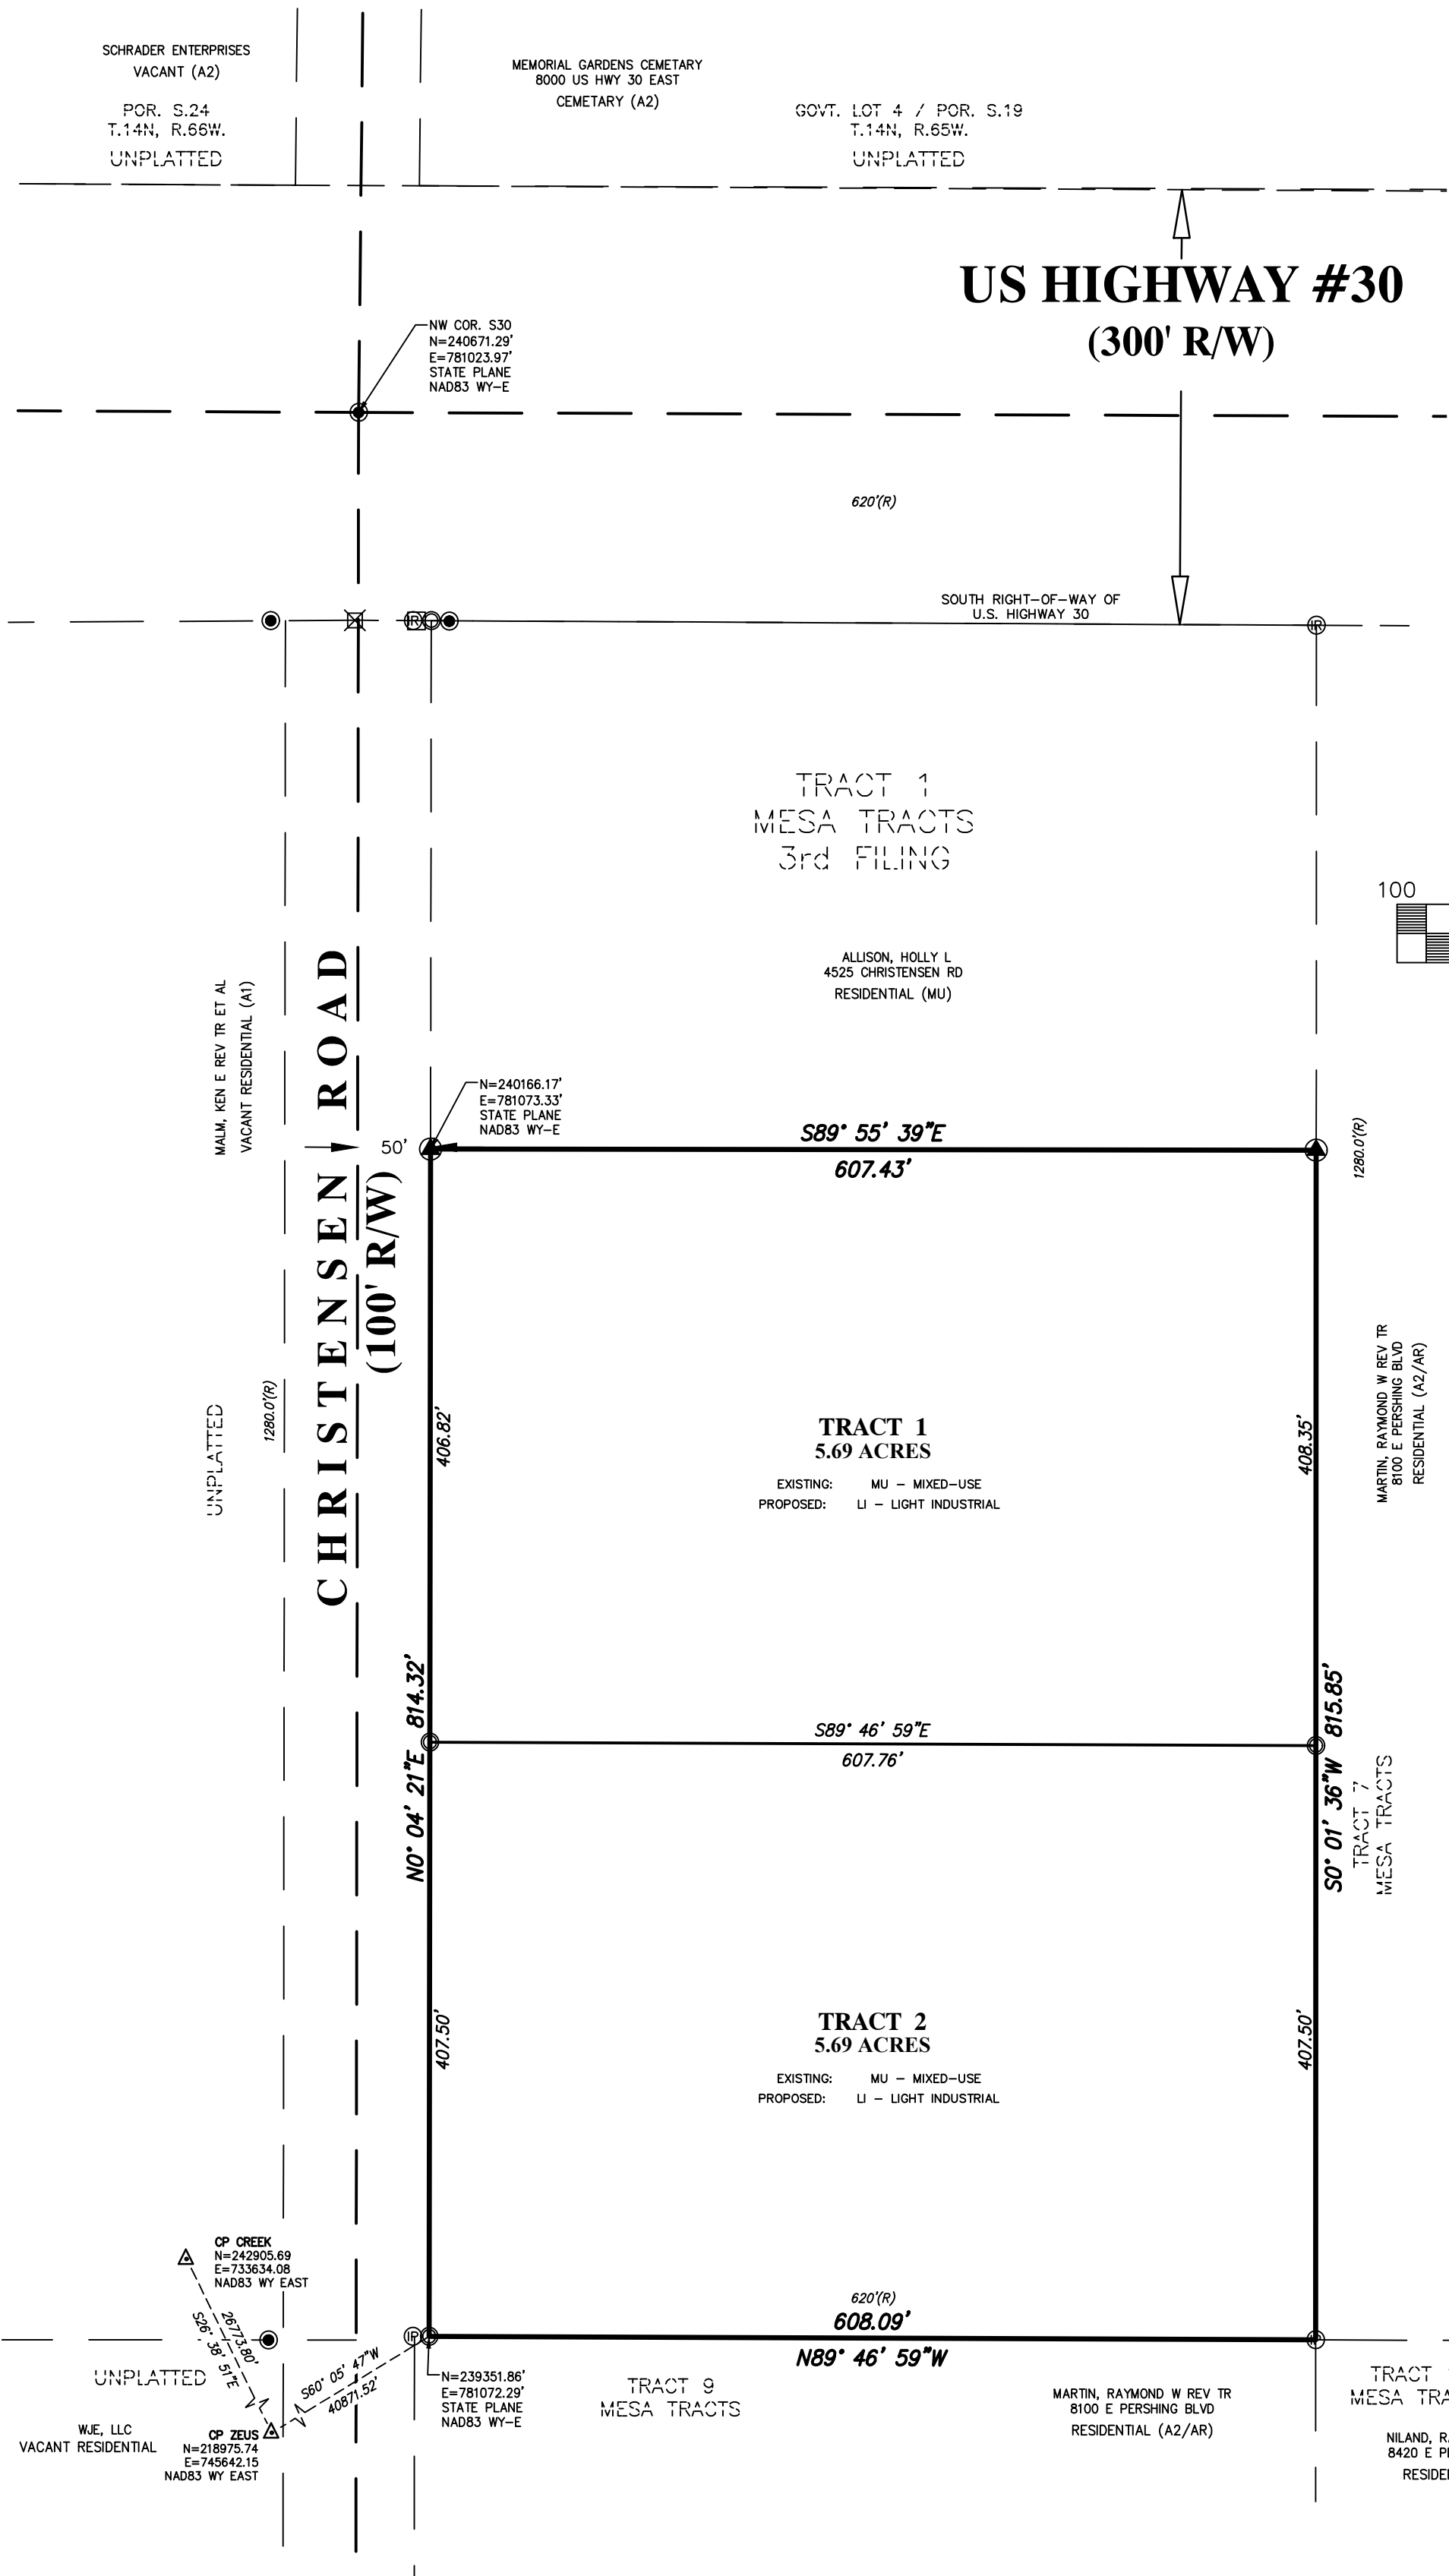 SCHRADER ENTERPRISES
VACANT (A2)
POR. S.24
T.14N, R.66W.
UNPLATTED
MEMORIAL GARDENS CEMETARY
8000 US HWY 30 EAST
CEMETARY (A2)
GOVT. LOT 4 / POR. S.19
T.14N, R.65W.
UNPLATTED
US HIGHWAY #30
(300' R/W)
NW COR. S30
N=240671.29'
E=781023.97'
STATE PLANE
NAD83 WY-E
620'(R)
SOUTH RIGHT-OF-WAY OF
U.S. HIGHWAY 30
IR
IR
TRACT 1
MESA TRACTS
3rd FILING
100
ALLISON, HOLLY L
4525 CHRISTENSEN RD
RESIDENTIAL (MU)
MALM, KEN E REV TR ET AL
VACANT RESIDENTIAL (A1)
CHRISTENSEN ROAD
(100' R/W)
N=240166.17'
E=781073.33'
STATE PLANE
NAD83 WY-E
50'
S89° 55' 39"E
607.43'
1280.0'(R)
UNPLATTED
1280.0'(R)
406.82'
TRACT 1
5.69 ACRES
EXISTING: MU - MIXED-USE
PROPOSED: LI - LIGHT INDUSTRIAL
408.35'
MARTIN, RAYMOND W REV TR
8100 E PERSHING BLVD
RESIDENTIAL (A2/AR)
N0° 04' 21"E 814.32'
S89° 46' 59"E
607.76'
S0° 01' 36"W 815.85'
TRACT 7
MESA TRACTS
407.50'
TRACT 2
5.69 ACRES
EXISTING: MU - MIXED-USE
PROPOSED: LI - LIGHT INDUSTRIAL
407.50'
CP CREEK
N=242905.69
E=733634.08
NAD83 WY EAST
26773.80'
S26° 38' 51"E
620'(R)
608.09'
N89° 46' 59"W
IP
IP
S60° 05' 47"W
40871.52'
N=239351.86'
E=781072.29'
STATE PLANE
NAD83 WY-E
UNPLATTED
WJE, LLC
VACANT RESIDENTIAL
CP ZEUS
N=218975.74
E=745642.15
NAD83 WY EAST
TRACT 9
MESA TRACTS
MARTIN, RAYMOND W REV TR
8100 E PERSHING BLVD
RESIDENTIAL (A2/AR)
TRACT
MESA TRA
NILAND, R
8420 E P
RESIDE